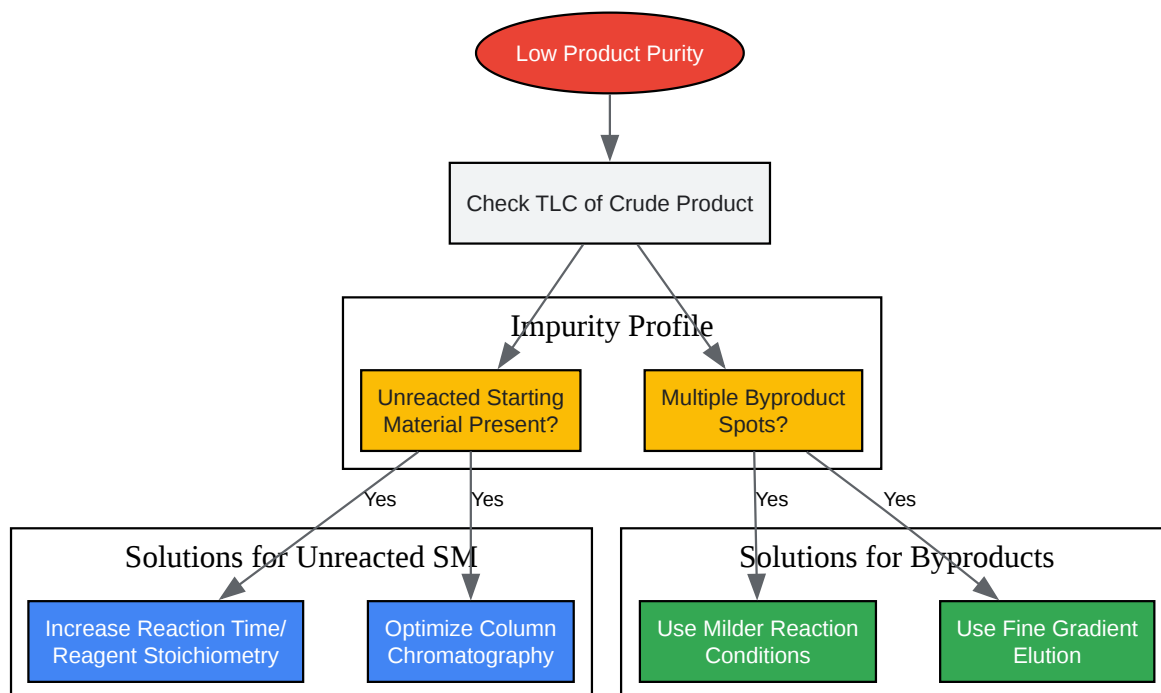 Low Product Purity
Check TLC of Crude Product
Impurity Profile
Unreacted Starting
Material Present?
Multiple Byproduct
Spots?
Yes
Yes
Yes
Yes
Solutions for Unreacted SM
Increase Reaction Time/
Reagent Stoichiometry
Optimize Column
Chromatography
Solutions for Byproducts
Use Milder Reaction
Conditions
Use Fine Gradient
Elution